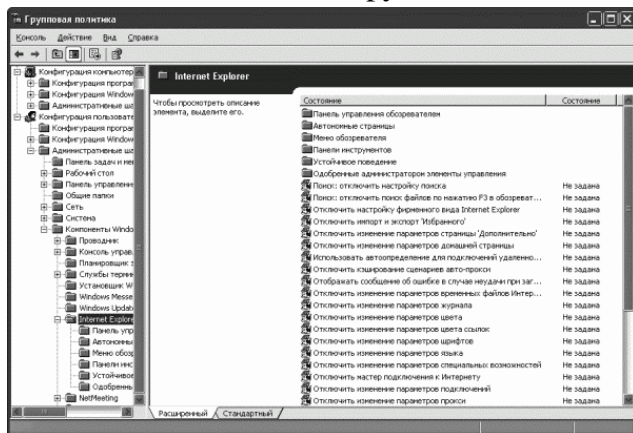 Групповая политика
Консоль Действие Вид Справка
Конфигурация компьютер
Конфигурация програм
Конфигурация Window
Административные ша
Конфигурация пользовате
Конфигурация програм
Конфигурация Window
Административные ша
Панель задач и ме
Рабочий стол
Панель управлени
Общие папки
Сеть
Система
Компоненты Windo
Проводник
Консоль управ.
Планировщик з
Службы терми
Установщик W
Windows Messe
Windows Updat
Internet Explore
Панель упр
Автономны
Меню обоз
Панели инс
Устойчивое
Одобренны
NetMeeting
Internet Explorer
Чтобы просмотреть описание
элемента, выделите его.
Состояние Состояние
Панель управления обозревателем
Автономные страницы
Меню обозревателя
Панели инструментов
Устойчивое поведение
Одобренные администратором элементы управления
Поиск: отключить настройку поиска Не задана
Поиск: отключить поиск файлов по нажатию F3 в обозреват... Не задана
Отключить настройку фирменного вида Internet Explorer Не задана
Отключить импорт и экспорт 'Избранного' Не задана
Отключить изменение параметров страницы 'Дополнительно' Не задана
Отключить изменение параметров домашней страницы Не задана
Использовать автоопределение для подключений удаленно... Не задана
Отключить кэширование сценариев авто-прокси Не задана
Отображать сообщение об ошибке в случае неудачи при заг... Не задана
Отключить изменение параметров временных файлов Интер... Не задана
Отключить изменение параметров журнала Не задана
Отключить изменение параметров цвета Не задана
Отключить изменение параметров цвета ссылок Не задана
Отключить изменение параметров шрифтов Не задана
Отключить изменение параметров языка Не задана
Отключить изменение параметров специальных возможностей Не задана
Отключить мастер подключения к Интернету Не задана
Отключить изменение параметров подключений Не задана
Отключить изменение параметров прокси Не задана
Расширенный Стандартный